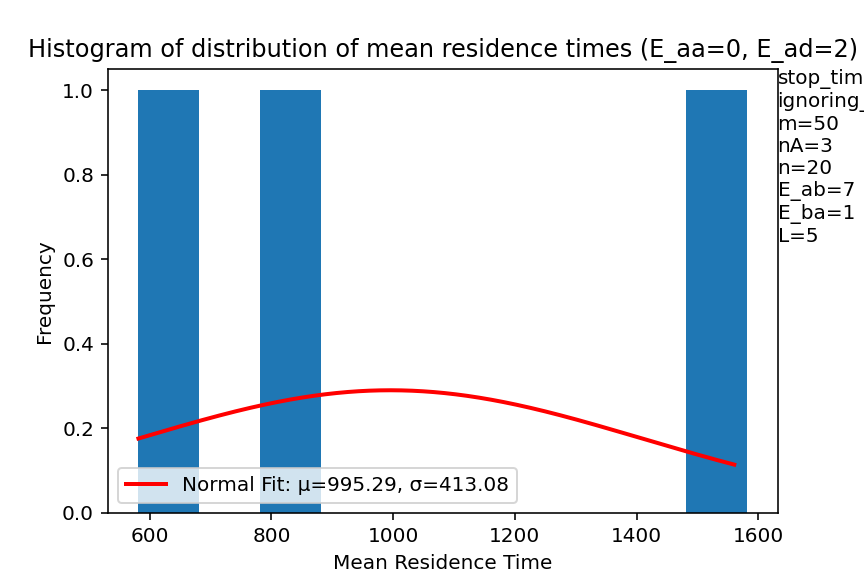 Histogram of distribution of mean residence times (E_aa=0, E_ad=2)
stop_tim
ignoring_
m=50
nA=3
n=20
E_ab=7
E_ba=1
L=5
1.0
0.8
0.6
0.4
0.2
0.0
Frequency
Normal Fit: μ=995.29, σ=413.08
600 800 1000 1200 1400 1600
Mean Residence Time